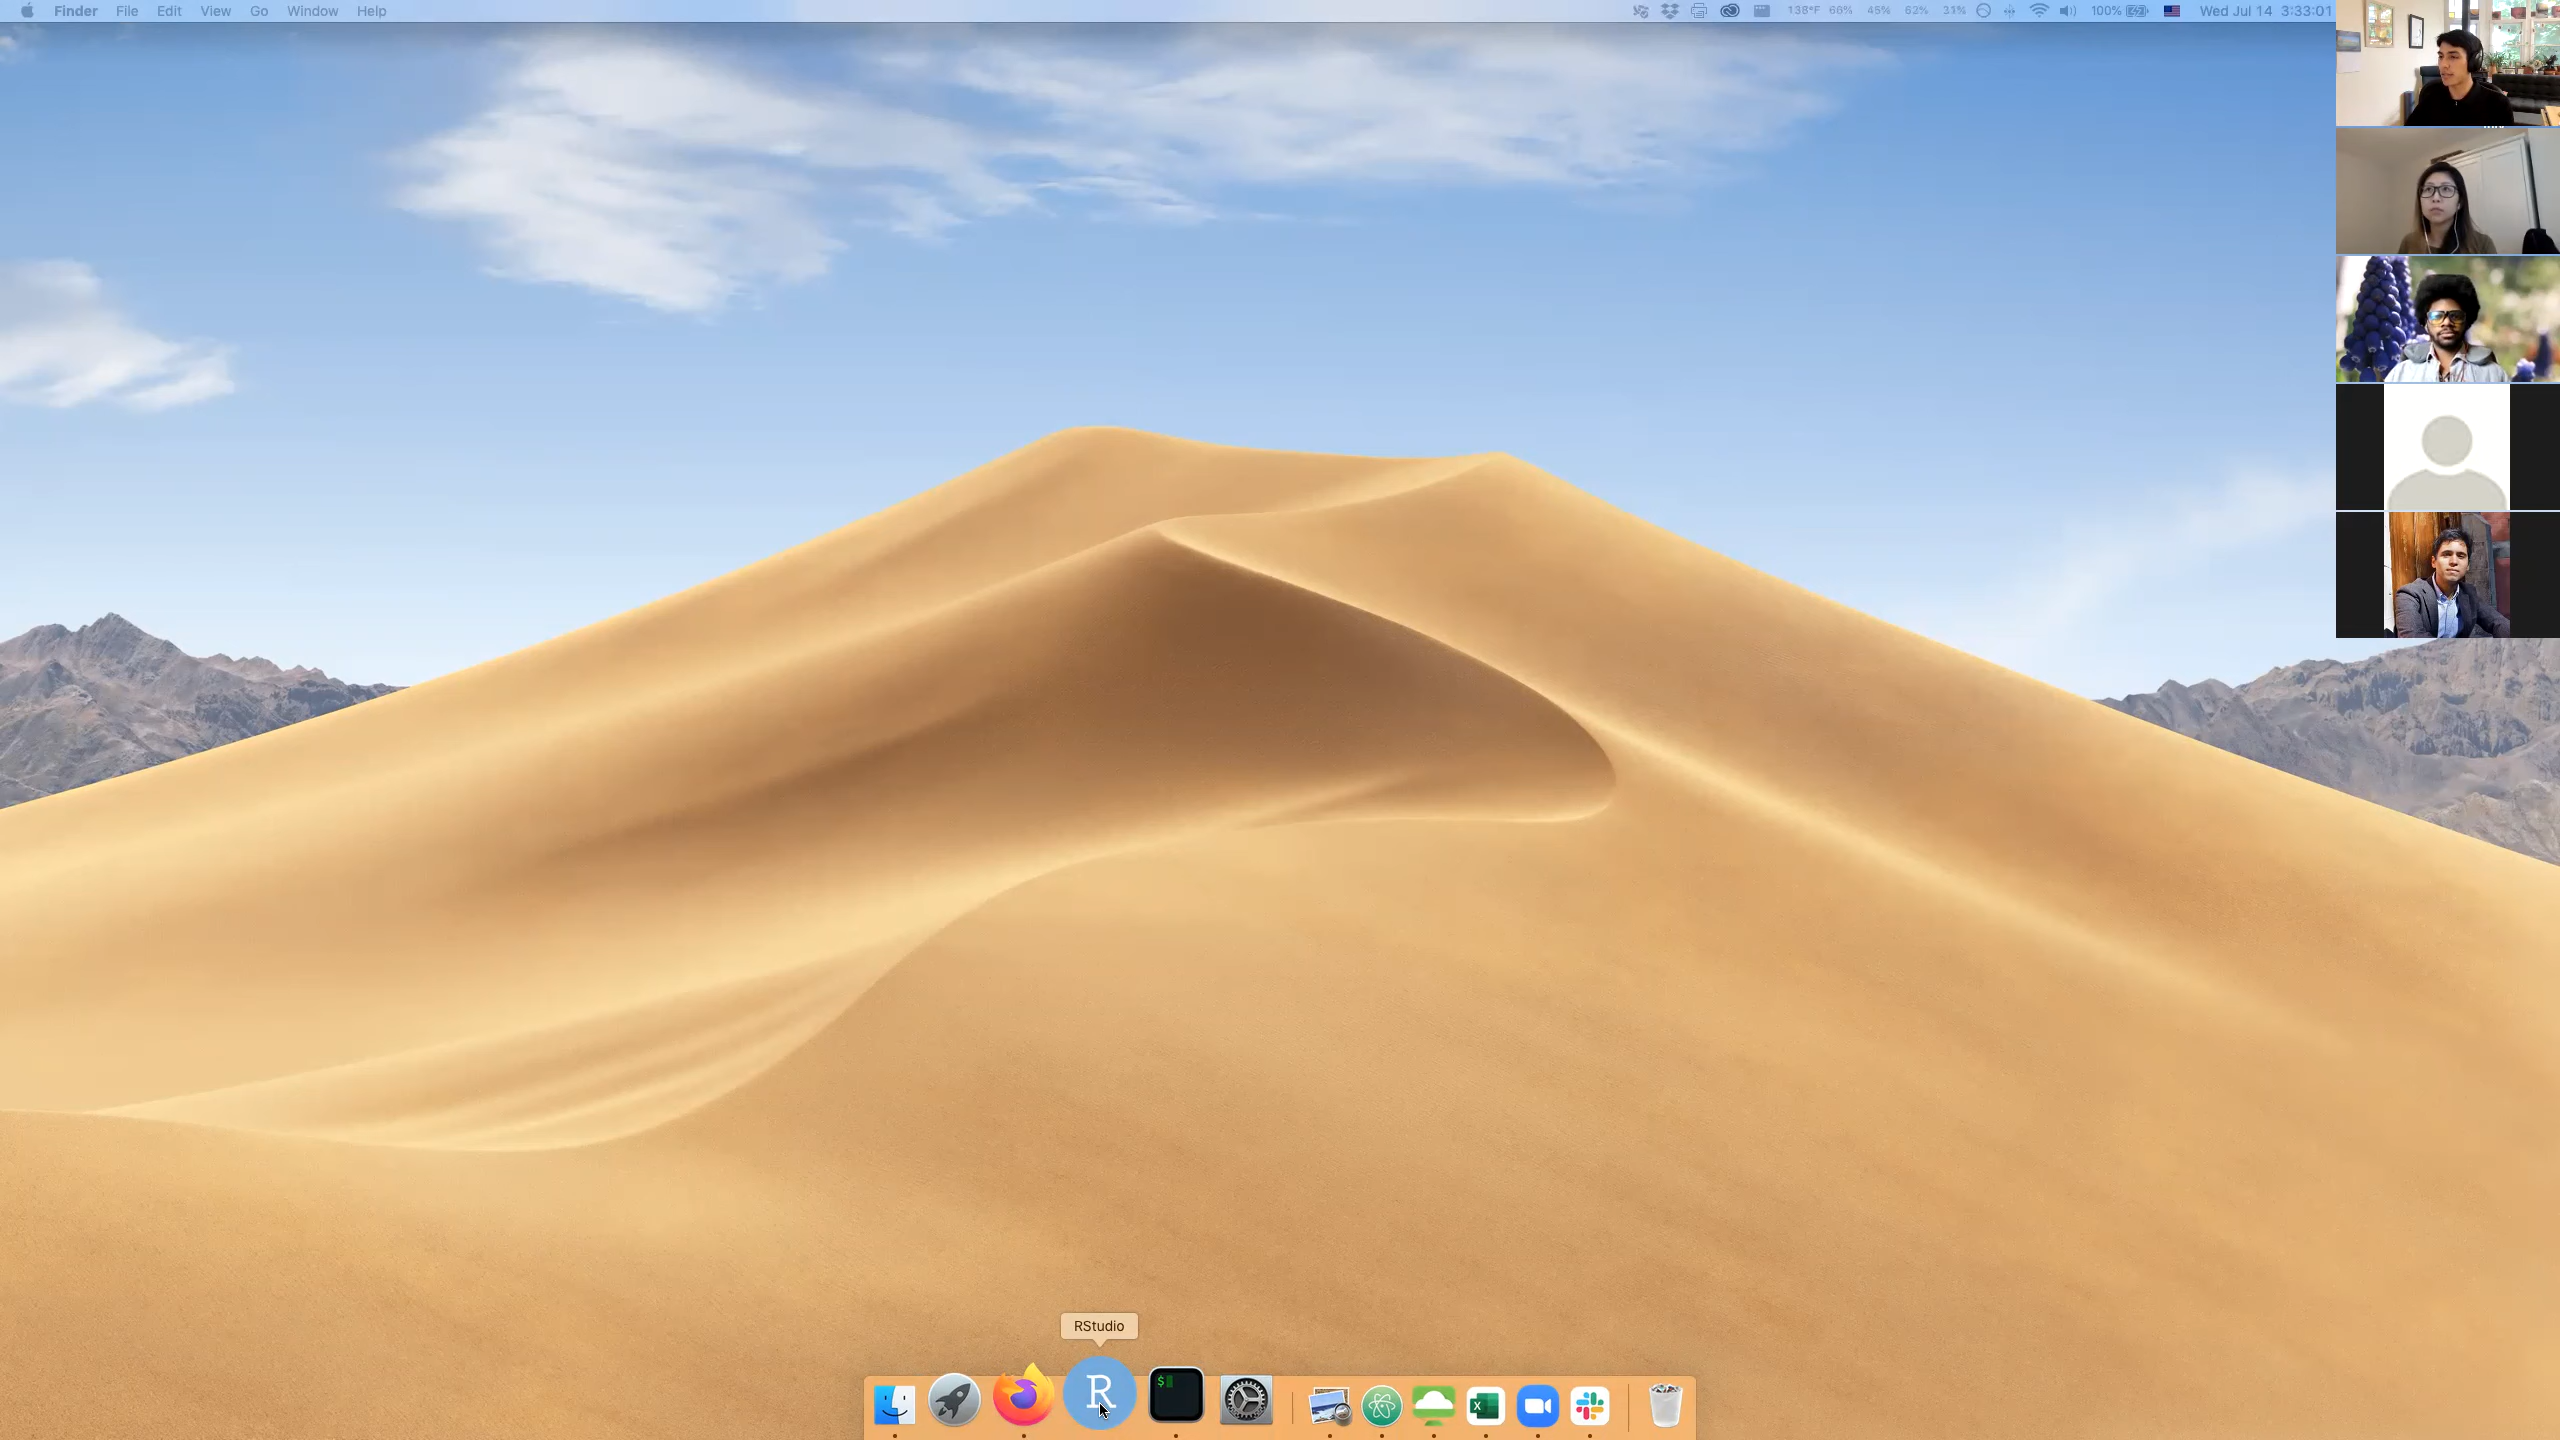 Finder File Edit View Go Window Help 138°F 66% 45% 62% 31% 100% Wed Jul 14 3:33:01
RStudio
R $ X